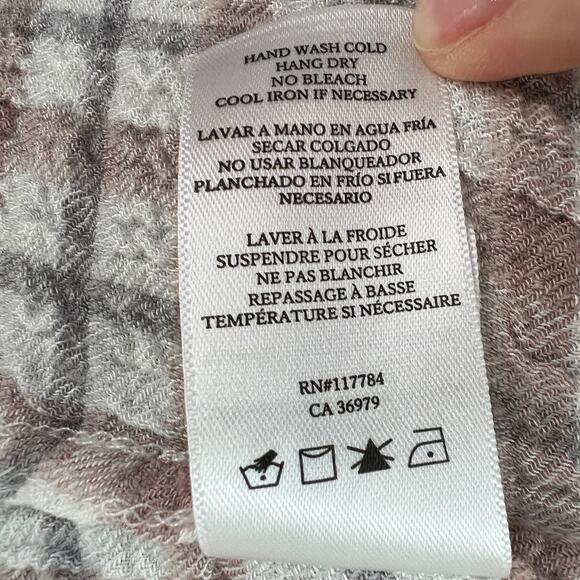 HAND WASH COLD
HANG DRY
NO BLEACH
COOL IRON IF NECESSARY
LAVAR A MANO EN AGUA FRÍA
SECAR COLGADO
NO USAR BLANQUEADOR
PLANCHADO EN FRÍO SI FUERA
NECESARIO
LAVER À LA FROIDE
SUSPENDRE POUR SÉCHER
NE PAS BLANCHIR
REPASSAGE À BASSE
TEMPÉRATURE SI NÉCESSAIRE
RN#117784
CA 36979